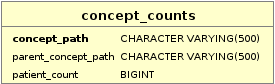 concept_counts
concept_path CHARACTER VARYING(500)
parent_concept_path CHARACTER VARYING(500)
patient_count BIGINT